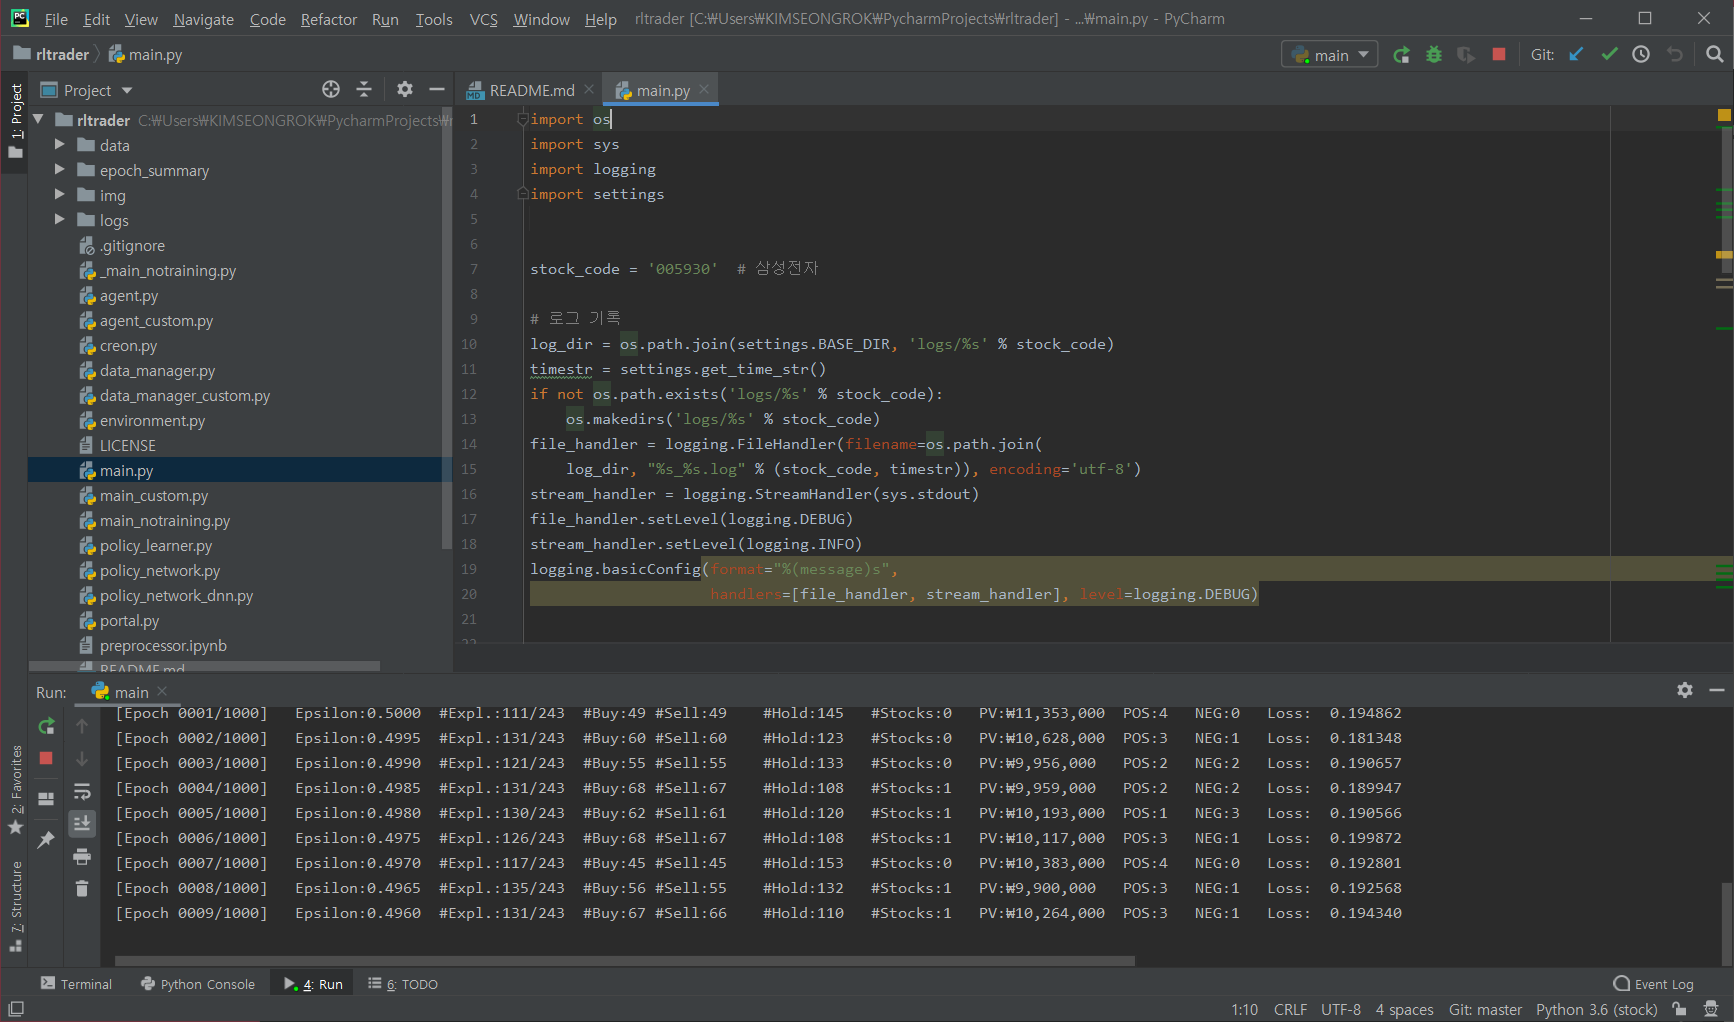 File Edit View Navigate Code Refactor Run Tools VCS Window Help rltrader [C:₩Users₩KIMSEONGROK₩PycharmProjects₩rltrader] - ...₩main.py - PyCharm
rltrader main.py
main
Git:
1: Project
Project
README.md
main.py
rltrader C:₩Users₩KIMSEONGROK₩PycharmProjects₩r
data
epoch_summary
img
logs
.gitignore
_main_notraining.py
agent.py
agent_custom.py
creon.py
data_manager.py
data_manager_custom.py
environment.py
LICENSE
main.py
main_custom.py
main_notraining.py
policy_learner.py
policy_network.py
policy_network_dnn.py
portal.py
preprocessor.ipynb
README.md
1 import os
2 import sys
3 import logging
4 import settings
5
6
7 stock_code = '005930'  # 삼성전자
8
9 # 로그 기록
10 log_dir = os.path.join(settings.BASE_DIR, 'logs/%s' % stock_code)
11 timestr = settings.get_time_str()
12 if not os.path.exists('logs/%s' % stock_code):
13     os.makedirs('logs/%s' % stock_code)
14 file_handler = logging.FileHandler(filename=os.path.join(
15     log_dir, "%s_%s.log" % (stock_code, timestr)), encoding='utf-8')
16 stream_handler = logging.StreamHandler(sys.stdout)
17 file_handler.setLevel(logging.DEBUG)
18 stream_handler.setLevel(logging.INFO)
19 logging.basicConfig(format="%(message)s",
20                     handlers=[file_handler, stream_handler], level=logging.DEBUG)
21
22
Run: main
[Epoch 0001/1000] Epsilon:0.5000 #Expl.:111/243 #Buy:49 #Sell:49 #Hold:145 #Stocks:0 PV:₩11,353,000 POS:4 NEG:0 Loss: 0.194862
[Epoch 0002/1000] Epsilon:0.4995 #Expl.:131/243 #Buy:60 #Sell:60 #Hold:123 #Stocks:0 PV:₩10,628,000 POS:3 NEG:1 Loss: 0.181348
[Epoch 0003/1000] Epsilon:0.4990 #Expl.:121/243 #Buy:55 #Sell:55 #Hold:133 #Stocks:0 PV:₩9,956,000 POS:2 NEG:2 Loss: 0.190657
[Epoch 0004/1000] Epsilon:0.4985 #Expl.:131/243 #Buy:68 #Sell:67 #Hold:108 #Stocks:1 PV:₩9,959,000 POS:2 NEG:2 Loss: 0.189947
[Epoch 0005/1000] Epsilon:0.4980 #Expl.:130/243 #Buy:62 #Sell:61 #Hold:120 #Stocks:1 PV:₩10,193,000 POS:1 NEG:3 Loss: 0.190566
[Epoch 0006/1000] Epsilon:0.4975 #Expl.:126/243 #Buy:68 #Sell:67 #Hold:108 #Stocks:1 PV:₩10,117,000 POS:3 NEG:1 Loss: 0.199872
[Epoch 0007/1000] Epsilon:0.4970 #Expl.:117/243 #Buy:45 #Sell:45 #Hold:153 #Stocks:0 PV:₩10,383,000 POS:4 NEG:0 Loss: 0.192801
[Epoch 0008/1000] Epsilon:0.4965 #Expl.:135/243 #Buy:56 #Sell:55 #Hold:132 #Stocks:1 PV:₩9,900,000 POS:3 NEG:1 Loss: 0.192568
[Epoch 0009/1000] Epsilon:0.4960 #Expl.:131/243 #Buy:67 #Sell:66 #Hold:110 #Stocks:1 PV:₩10,264,000 POS:3 NEG:1 Loss: 0.194340
2: Favorites
7: Structure
Terminal Python Console 4: Run 6: TODO Event Log
1:10 CRLF UTF-8 4 spaces Git: master Python 3.6 (stock)